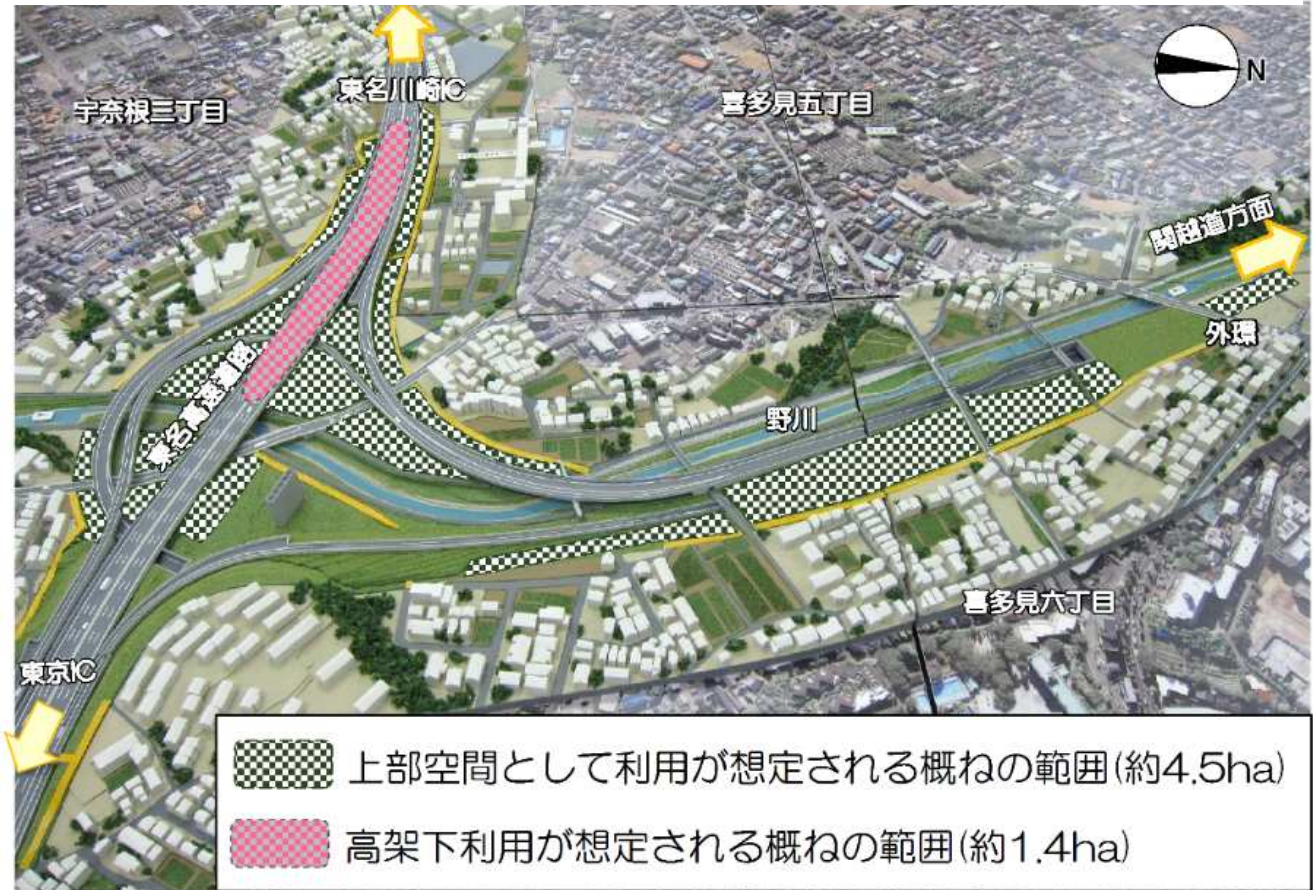 東名川崎IC
宇奈根三丁目
喜多見五丁目
N
関越道方面
外環
東名高速道路
野川
喜多見六丁目
東京IC
上部空間として利用が想定される概ねの範囲(約4.5ha)
高架下利用が想定される概ねの範囲(約1.4ha)